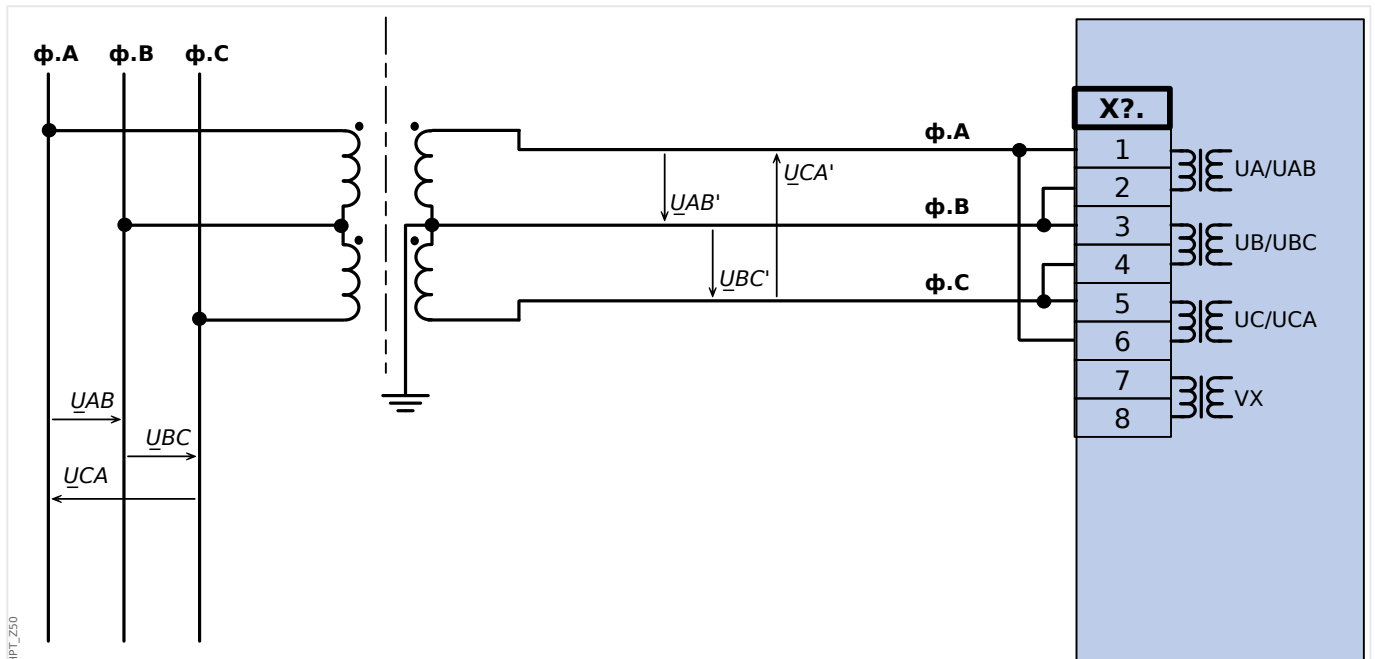 ф.A ф.B ф.C
X?.
ф.A
1
UA/UAB
UCA'
2
UAB'
ф.B
3
UB/UBC
4
UBC'
ф.C
5
UC/UCA
6
7
VX
8
UAB
UBC
UCA